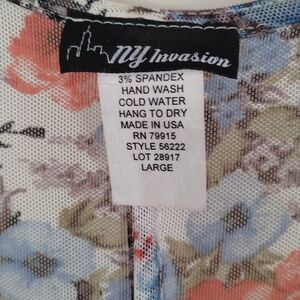 NY Invasion
3% SPANDEX
HAND WASH
COLD WATER
HANG TO DRY
MADE IN USA
RN 79915
STYLE 56222
LOT 28917
LARGE